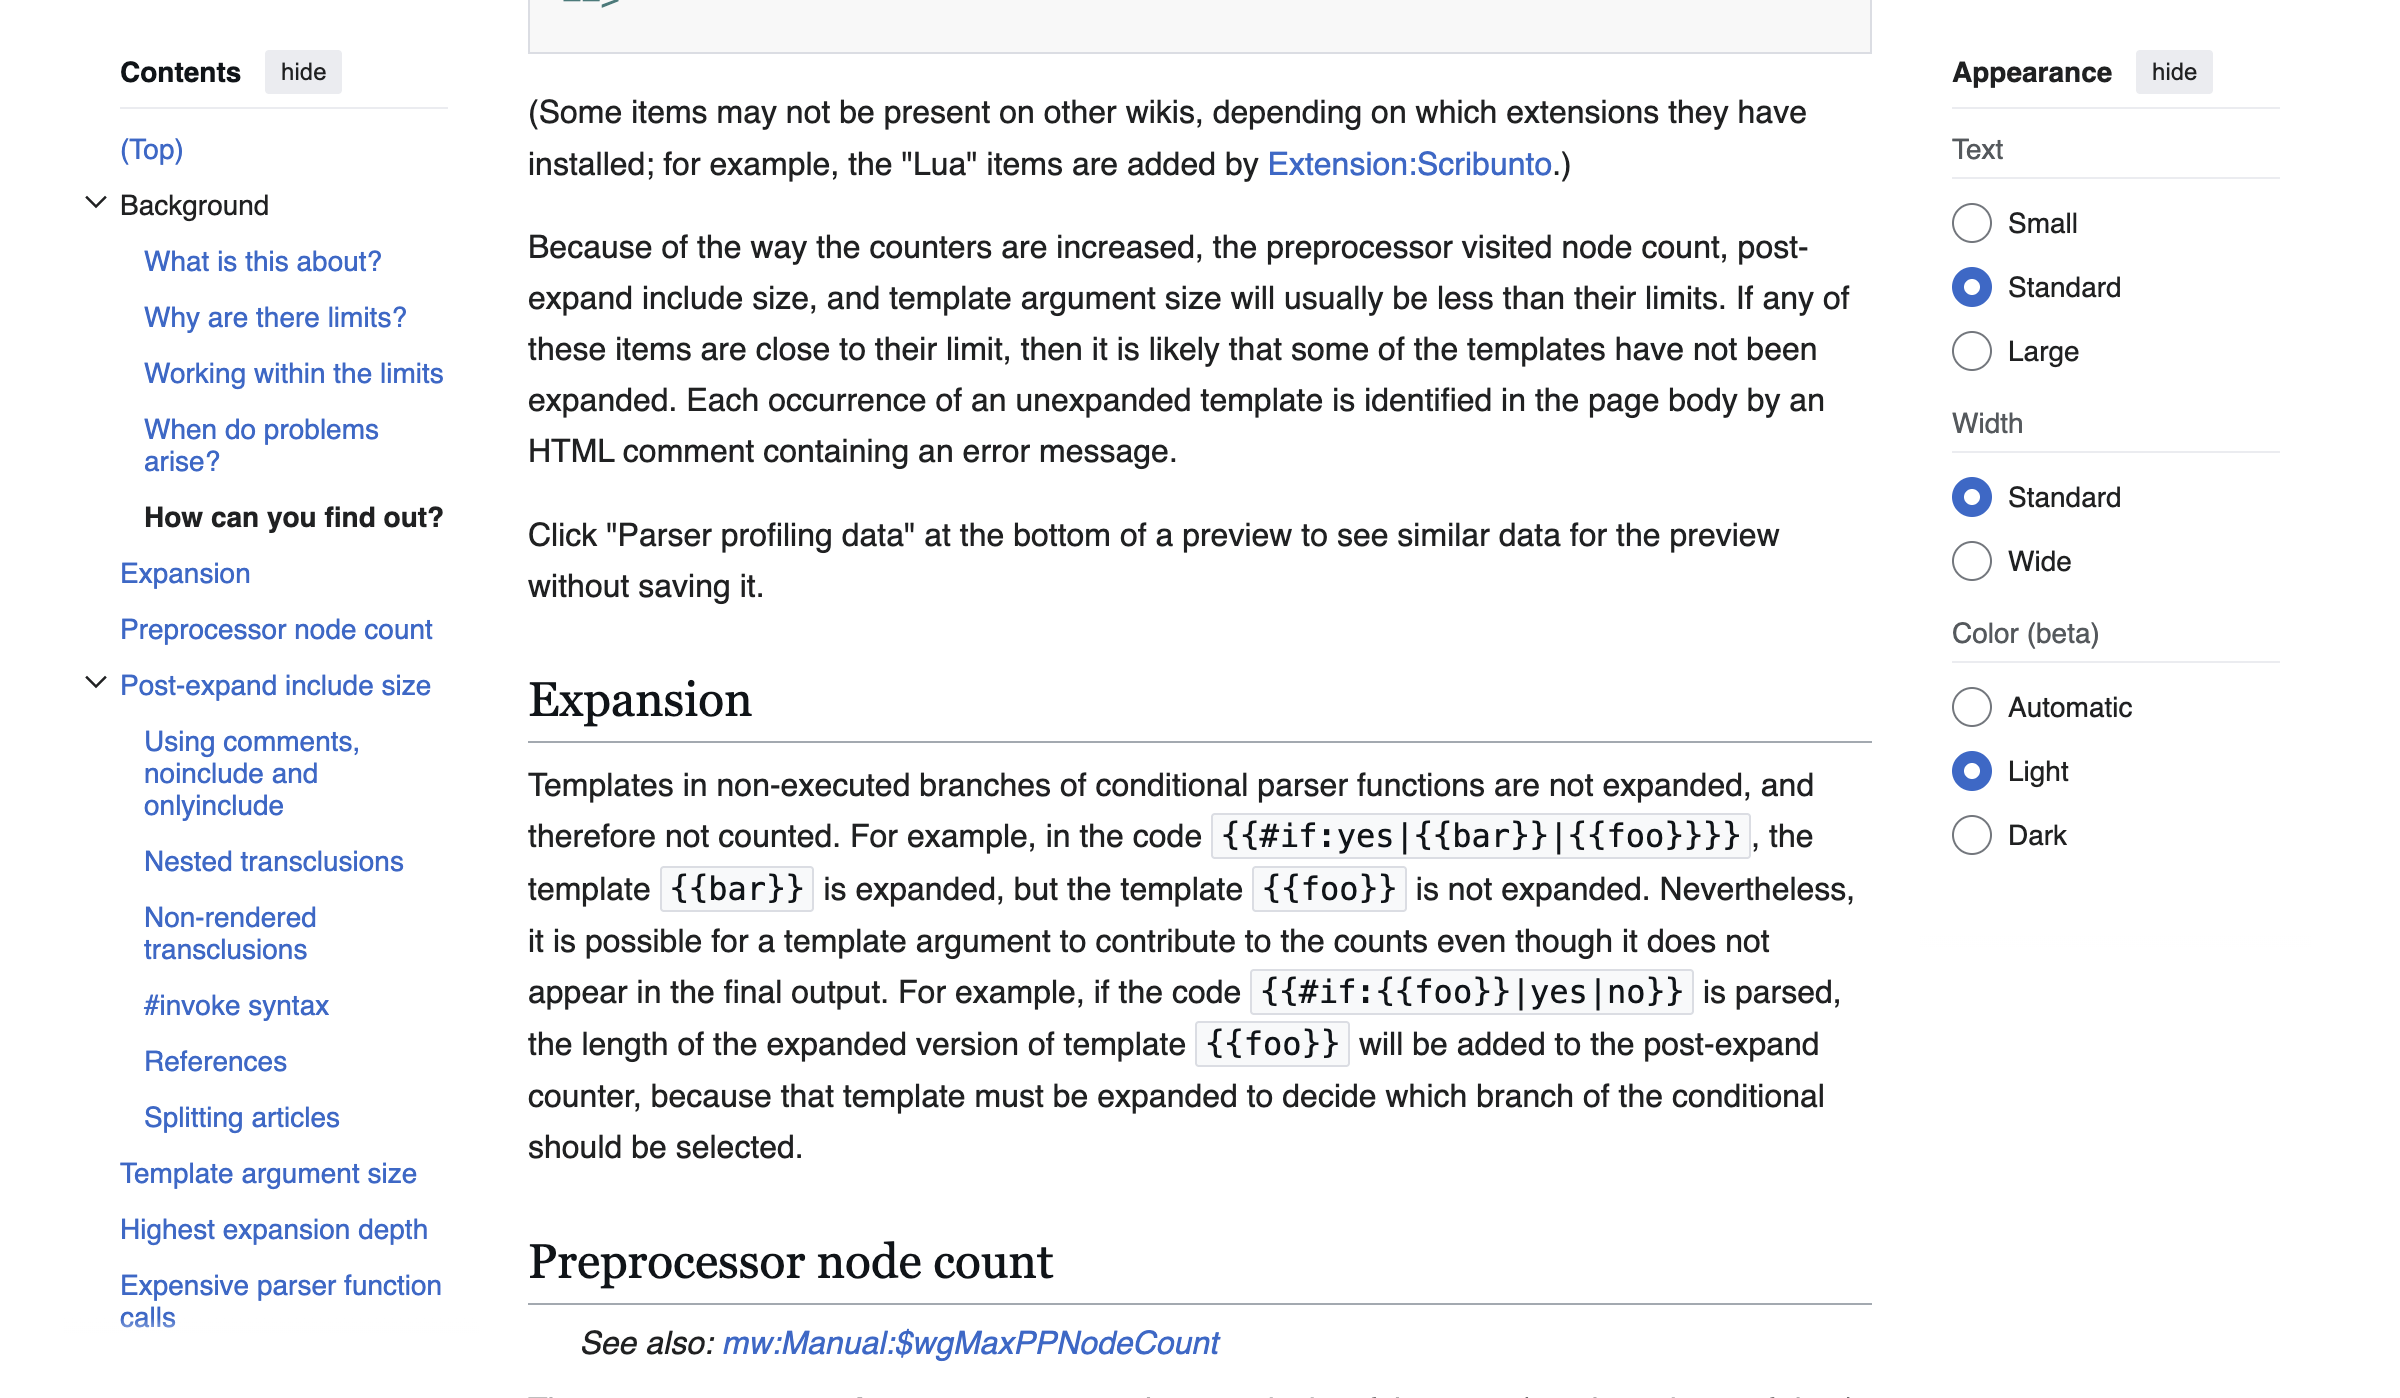 Contents hide
(Top)
Background
What is this about?
Why are there limits?
Working within the limits
When do problems
arise?
How can you find out?
Expansion
Preprocessor node count
Post-expand include size
Using comments,
noinclude and
onlyinclude
Nested transclusions
Non-rendered
transclusions
#invoke syntax
References
Splitting articles
Template argument size
Highest expansion depth
Expensive parser function
calls
-->
(Some items may not be present on other wikis, depending on which extensions they have
installed; for example, the "Lua" items are added by Extension:Scribunto.)
Because of the way the counters are increased, the preprocessor visited node count, post-
expand include size, and template argument size will usually be less than their limits. If any of
these items are close to their limit, then it is likely that some of the templates have not been
expanded. Each occurrence of an unexpanded template is identified in the page body by an
HTML comment containing an error message.
Click "Parser profiling data" at the bottom of a preview to see similar data for the preview
without saving it.
Expansion
Templates in non-executed branches of conditional parser functions are not expanded, and
therefore not counted. For example, in the code {{#if:yes|{{bar}}|{{foo}}}}, the
template {{bar}} is expanded, but the template {{foo}} is not expanded. Nevertheless,
it is possible for a template argument to contribute to the counts even though it does not
appear in the final output. For example, if the code {{#if:{{foo}}|yes|no}} is parsed,
the length of the expanded version of template {{foo}} will be added to the post-expand
counter, because that template must be expanded to decide which branch of the conditional
should be selected.
Preprocessor node count
See also: mw:Manual:$wgMaxPPNodeCount
Appearance hide
Text
Small
Standard
Large
Width
Standard
Wide
Color (beta)
Automatic
Light
Dark